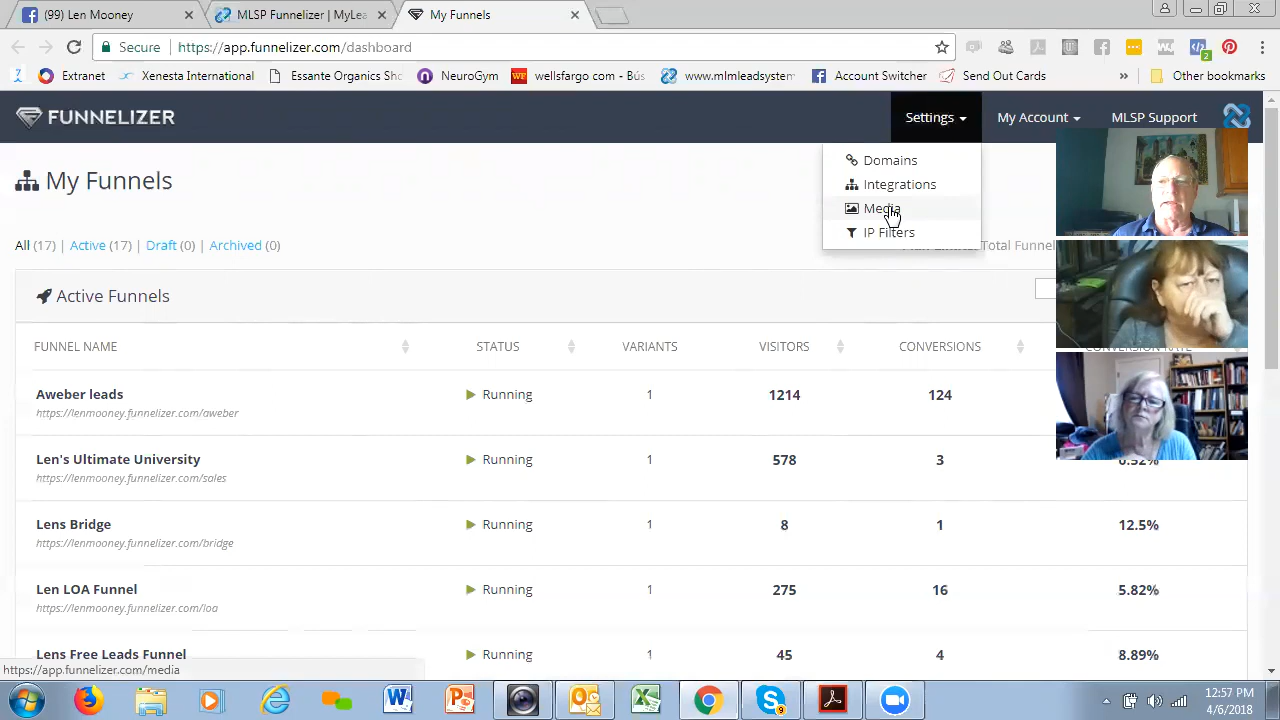 (99) Len Mooney
MLSP Funnelizer | MyLea
My Funnels
Secure
https://app.funnelizer.com/dashboard
Extranet
Xenesta International
Essante Organics Sho
NeuroGym
wellsfargo.com - Bus
www.mlmleadsystem
Account Switcher
Send Out Cards
»
Other bookmarks
FUNNELIZER
Settings
My Account
MLSP Support
Domains
Integrations
Media
IP Filters
My Funnels
All (17) | Active (17) | Draft (0) | Archived (0)
Total Funnel
Active Funnels
FUNNEL NAME
STATUS
VARIANTS
VISITORS
CONVERSIONS
CONVERSION RATE
Aweber leads
https://lenmooney.funnelizer.com/aweber
Running
1
1214
124
Len's Ultimate University
https://lenmooney.funnelizer.com/sales
Running
1
578
3
0.52%
Lens Bridge
https://lenmooney.funnelizer.com/bridge
Running
1
8
1
12.5%
Len LOA Funnel
https://lenmooney.funnelizer.com/loa
Running
1
275
16
5.82%
Lens Free Leads Funnel
Running
1
45
4
8.89%
https://app.funnelizer.com/media
12:57 PM
4/6/2018